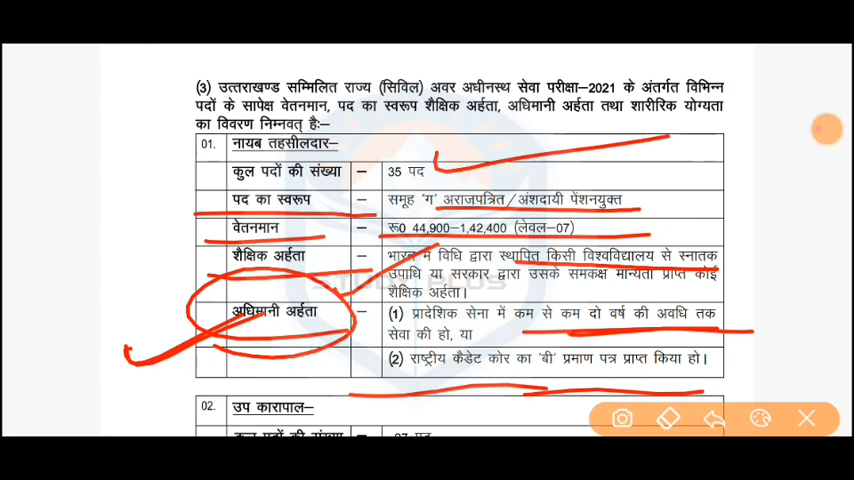 (3) उत्तराखण्ड सम्मिलित राज्य (सिविल) अवर अधीनस्थ सेवा परीक्षा–2021 के अंतर्गत विभिन्न
पदों के सापेक्ष वेतनमान, पद का स्वरूप शैक्षिक अर्हता, अधिमानी अर्हता तथा शारीरिक योग्यता
का विवरण निम्नवत् हैः–
01. नायब तहसीलदार–
कुल पदों की संख्या – 35 पद
पद का स्वरूप – समूह ‘ग’ अराजपत्रित/अंशदायी पेंशनयुक्त
वेतनमान – रू0 44,900–1,42,400 (लेवल–07)
शैक्षिक अर्हता – भारत में विधि द्वारा स्थापित किसी विश्वविद्यालय से स्नातक
उपाधि या सरकार द्वारा उसके समकक्ष मान्यता प्राप्त कोई
शैक्षिक अर्हता।
अधिमानी अर्हता – (1) प्रादेशिक सेना में कम से कम दो वर्ष की अवधि तक
सेवा की हो, या
(2) राष्ट्रीय कैडेट कोर का ‘बी’ प्रमाण पत्र प्राप्त किया हो।
02. उप कारापाल–
कुल पदों की संख्या – 27 पद